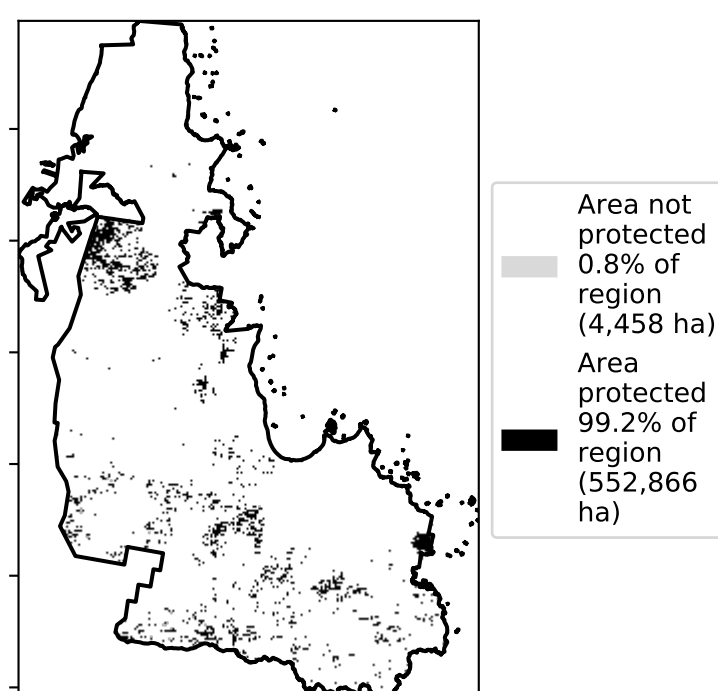 Area not
protected
0.8% of
region
(4,458 ha)
Area
protected
99.2% of
region
(552,866
ha)